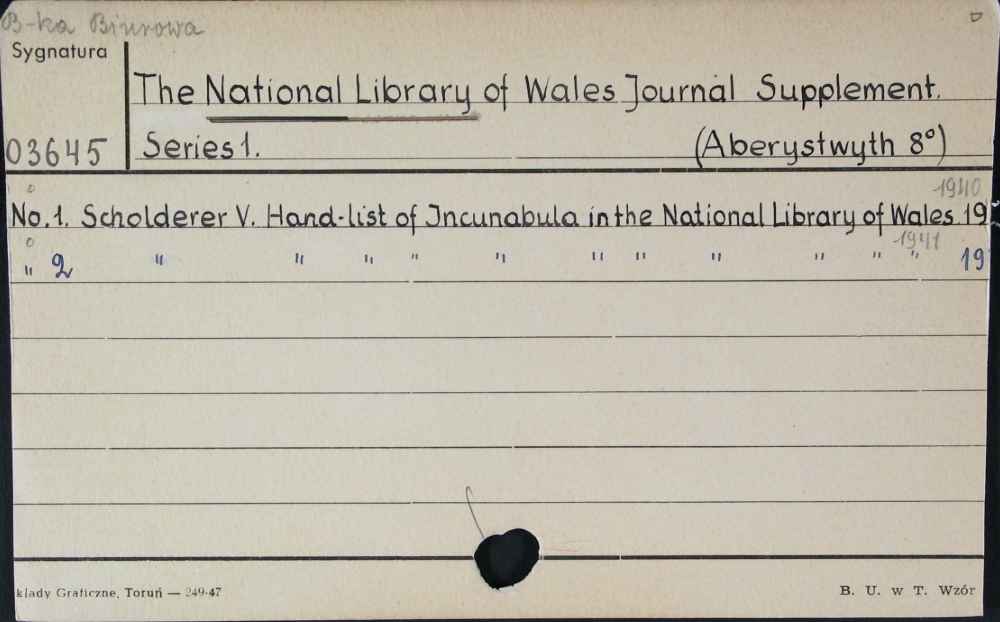 B-ka Biurowa
Sygnatura
The National Library of Wales Journal Supplement.
03645 Series 1. (Aberystwyth 8°)
1940
No. 1. Scholderer V. Hand-list of Incunabula in the National Library of Wales 19
1941
" 2 " " " " " " " " " " " 19
kłady Graficzne, Toruń — 249-47 B. U. w T. Wzór